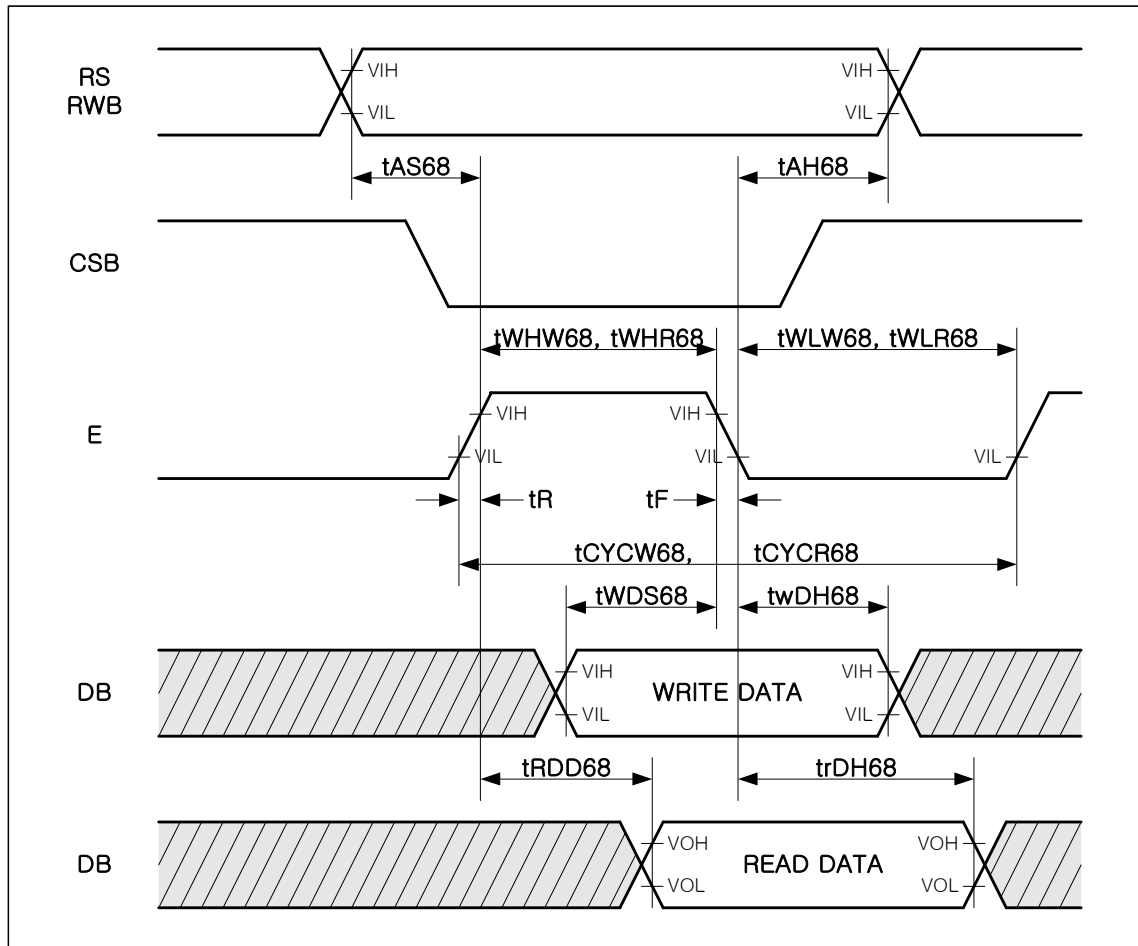 RS
RWB
VIH
VIH
VIL
VIL
tAS68
tAH68
CSB
tWHW68, tWHR68
tWLW68, tWLR68
E
VIH
VIH
VIL
VIL
VIL
tR
tF
tCYCW68, tCYCR68
tWDS68
twDH68
DB
VIH
VIH
WRITE DATA
VIL
VIL
tRDD68
trDH68
DB
VOH
VOH
READ DATA
VOL
VOL